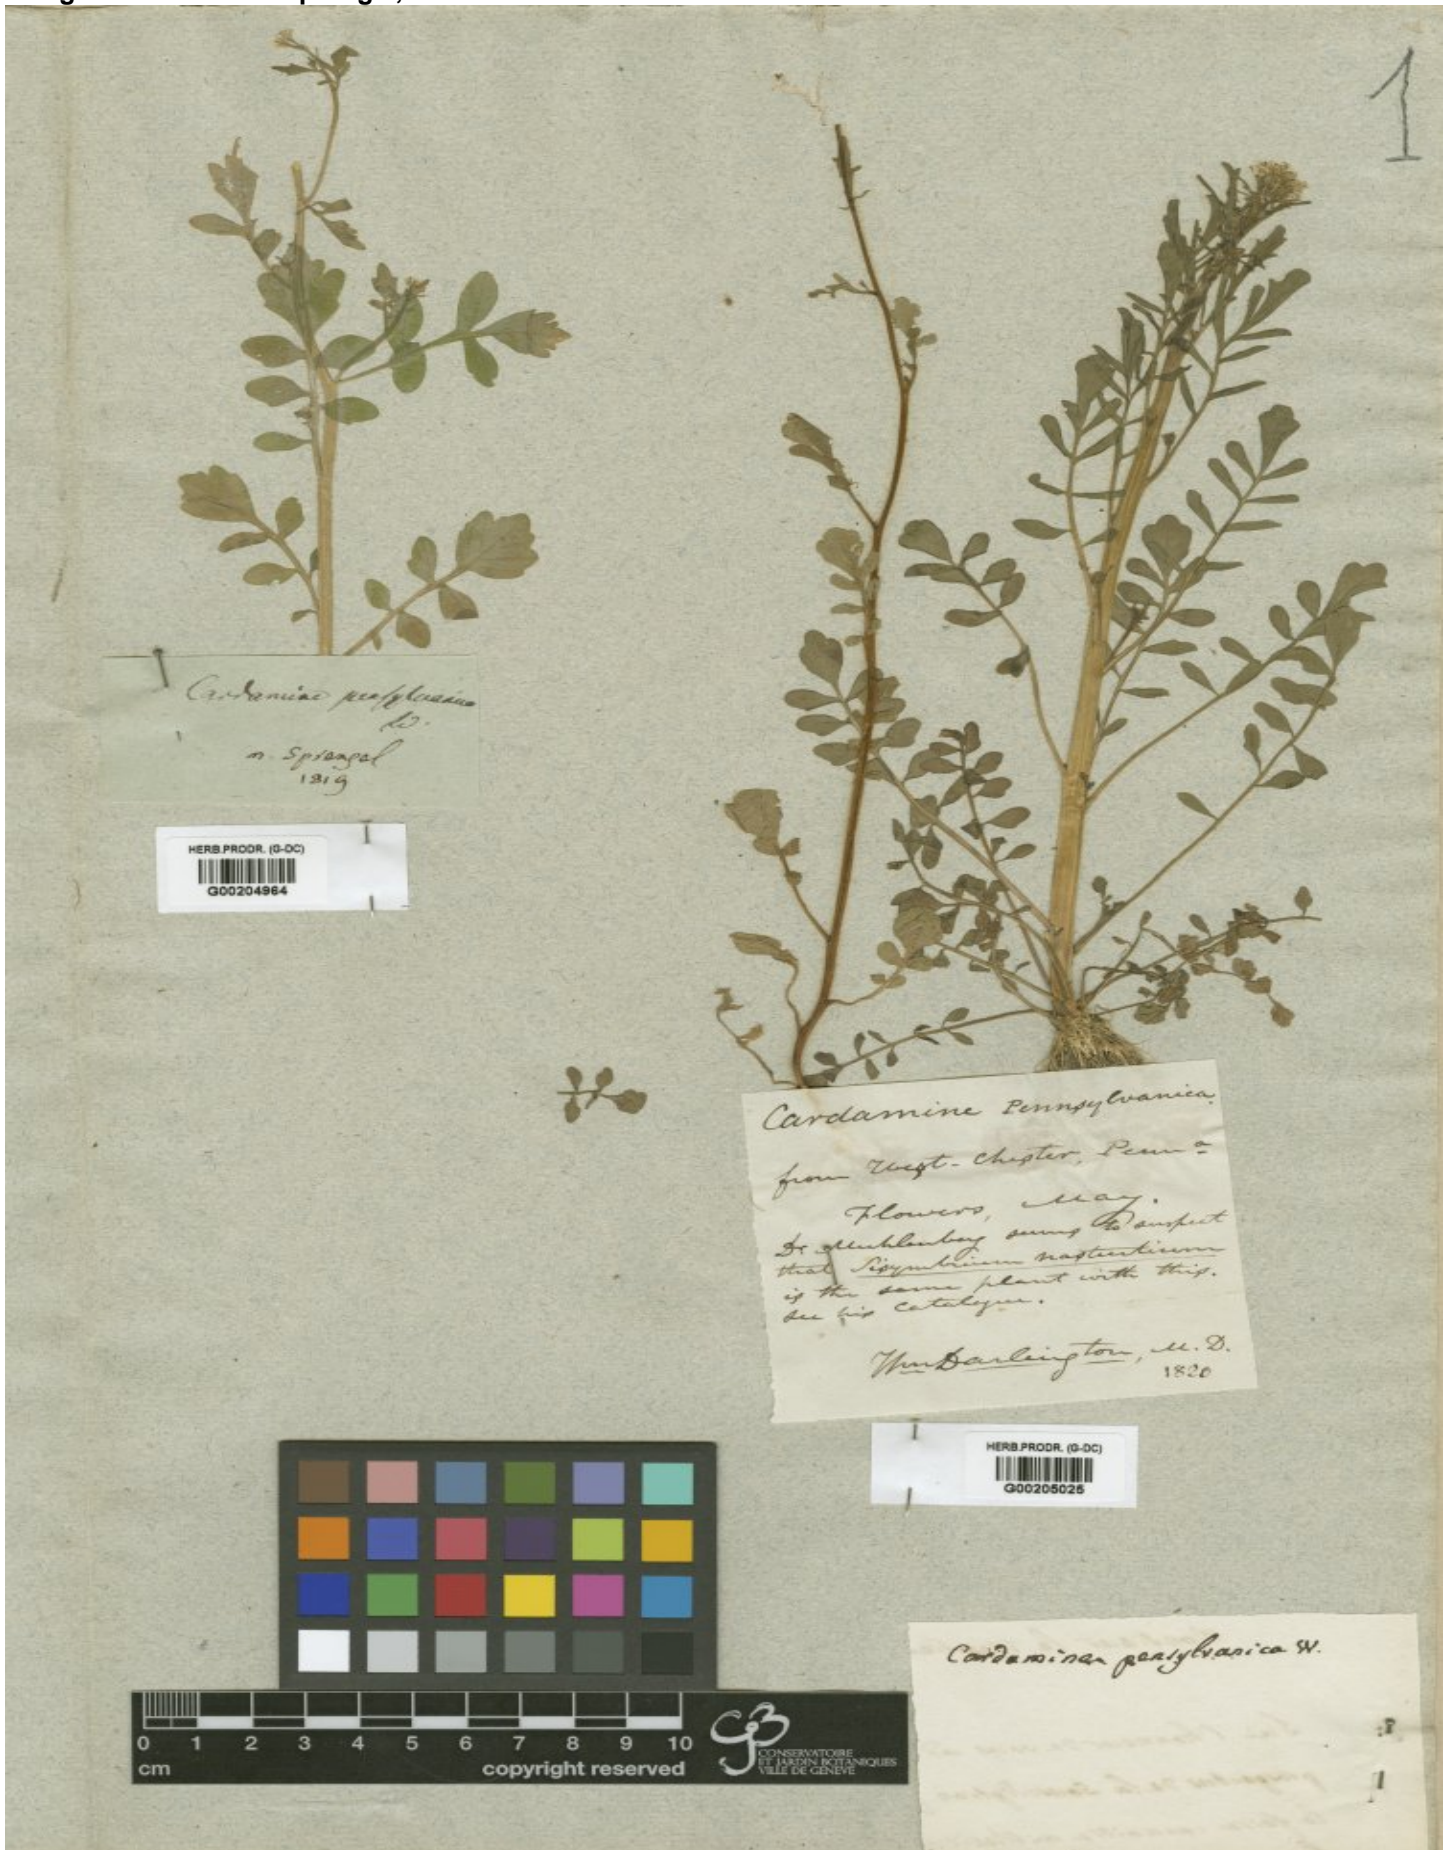 1
Cardamine pensylvanica
W.
m. Sprengel
1819
HERB.PRODR. (G-DC)
G00204964
Cardamine Pennsylvanica.
from West-Chester, Penna
Flowers, May.
Dr Muhlenberg seems to suspect
that Sisymbrium nasturtium
is the same plant with this.
see his Catalogue.
Wm Darlington, M.D.
1820
HERB.PRODR. (G-DC)
G00205025
Cardaminen pensylvanica W.
0 1 2 3 4 5 6 7 8 9 10
cm copyright reserved
CJB
CONSERVATOIRE
ET JARDIN BOTANIQUES
VILLE DE GENEVE